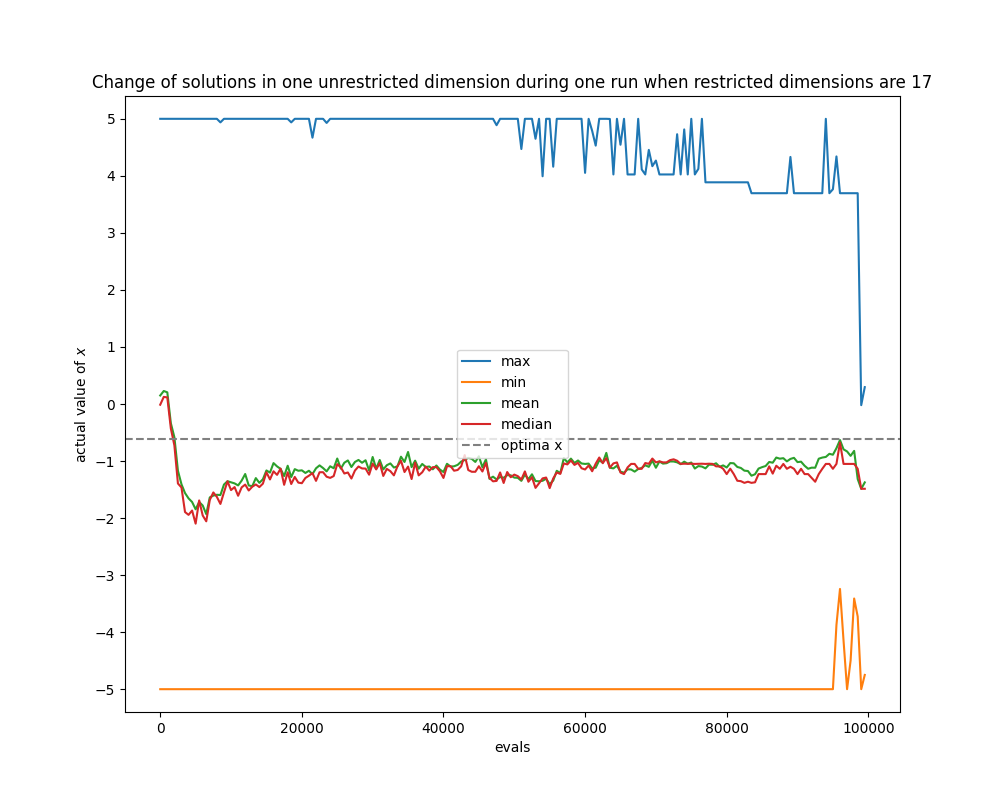 Change of solutions in one unrestricted dimension during one run when restricted dimensions are 17
5
4
3
2
1
0
−1
−2
−3
−4
−5
actual value of x
max
min
mean
median
optima x
0 20000 40000 60000 80000 100000
evals